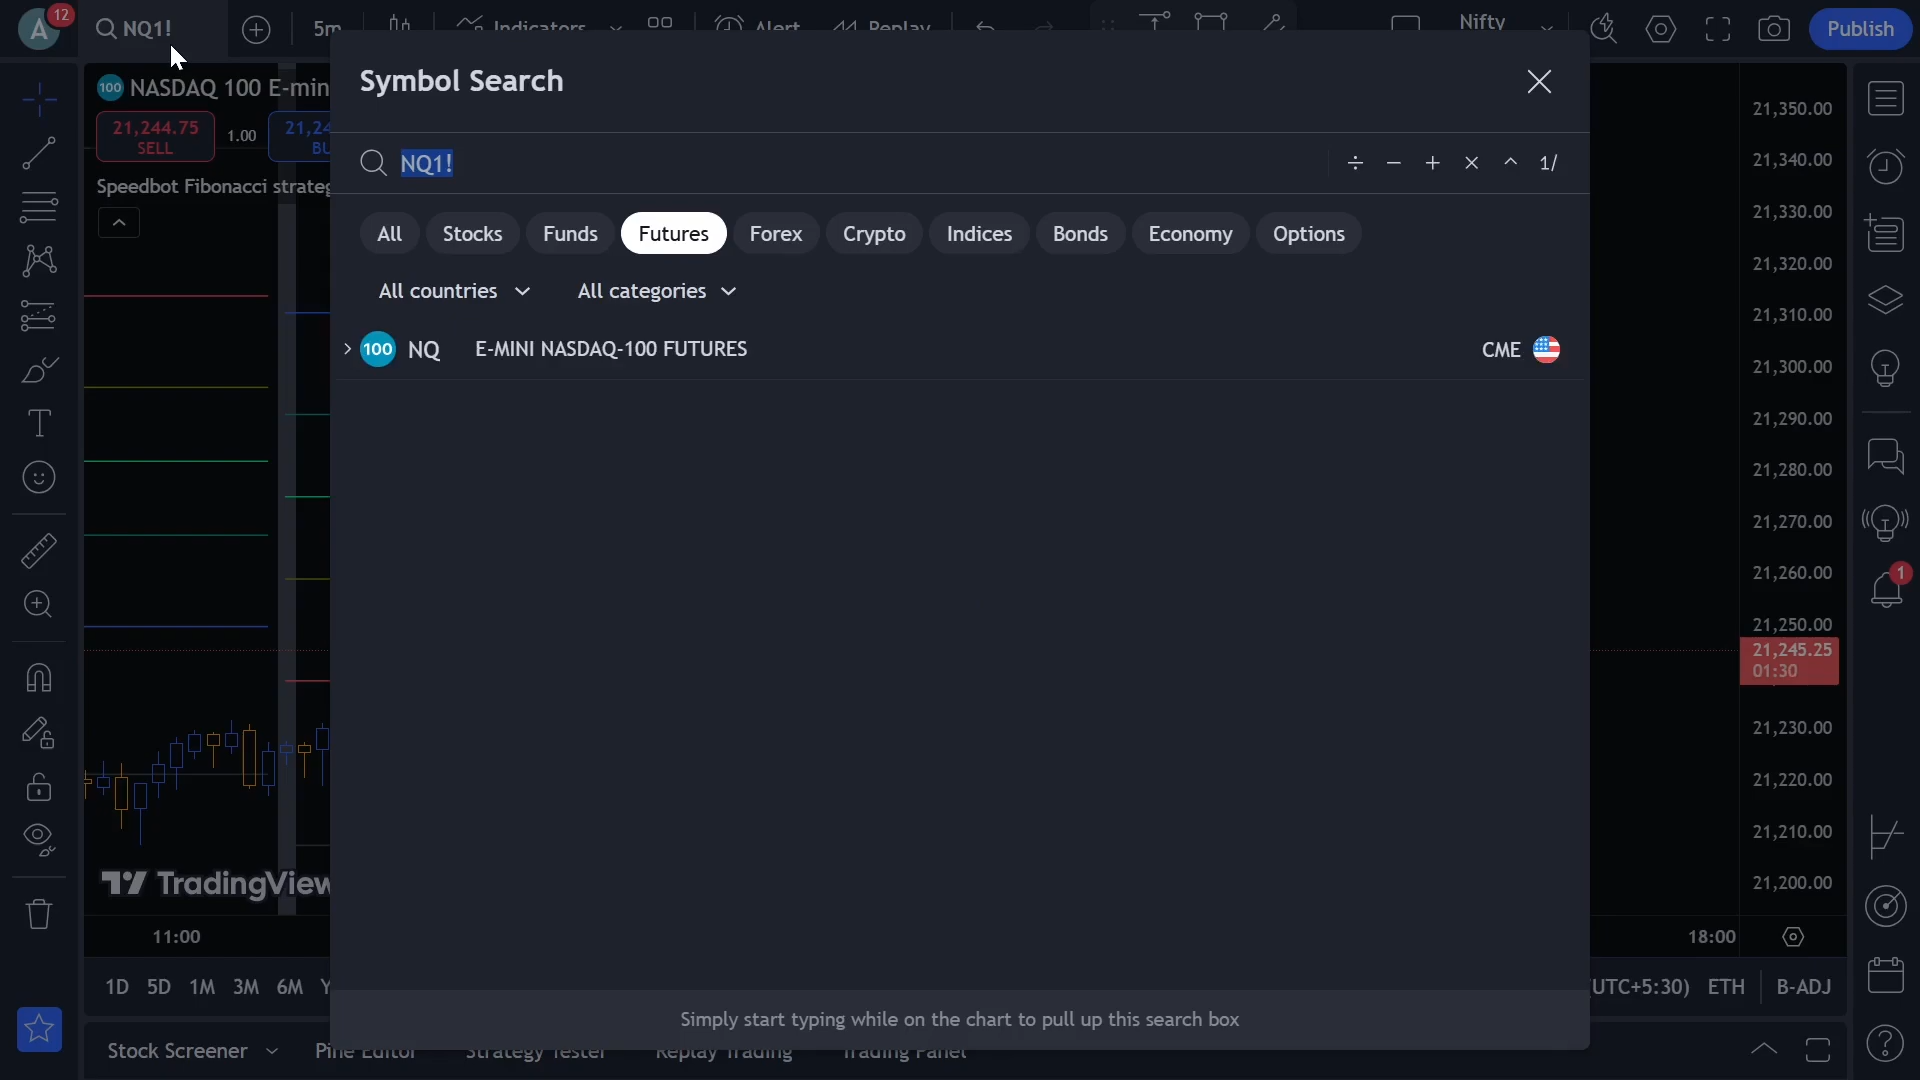 A 12 NQ1! 5m Indicators Alert Replay Nifty Publish
100 NASDAQ 100 E-min
21,244.75 SELL 1.00 21,24 BU
Speedbot Fibonacci strateg
Symbol Search
NQ1! ÷ − + × ^ 1/
All Stocks Funds Futures Forex Crypto Indices Bonds Economy Options
All countries All categories
100 NQ E-MINI NASDAQ-100 FUTURES CME
21,350.00
21,340.00
21,330.00
21,320.00
21,310.00
21,300.00
21,290.00
21,280.00
21,270.00
21,260.00
21,250.00
21,245.25
01:30
21,230.00
21,220.00
21,210.00
21,200.00
1
TradingView
11:00 18:00
1D 5D 1M 3M 6M Y UTC+5:30) ETH B-ADJ
Simply start typing while on the chart to pull up this search box
Stock Screener Pine Editor Strategy Tester Replay Trading Trading Panel